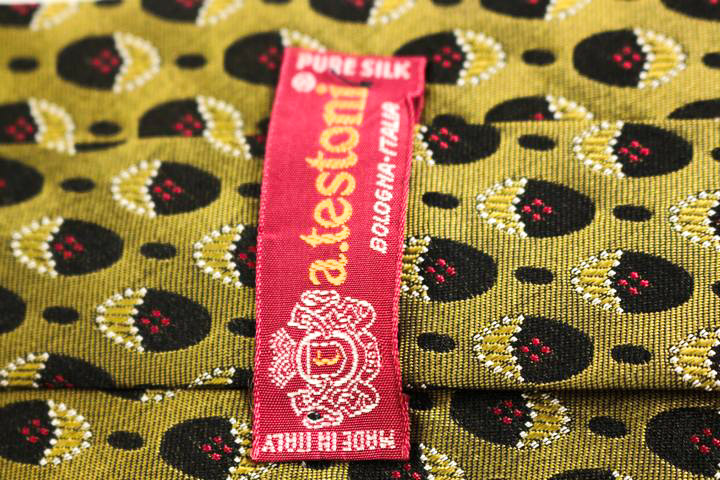 PURE SILK
®
a.testoni
BOLOGNA·ITALIA
t
MADE IN ITALY